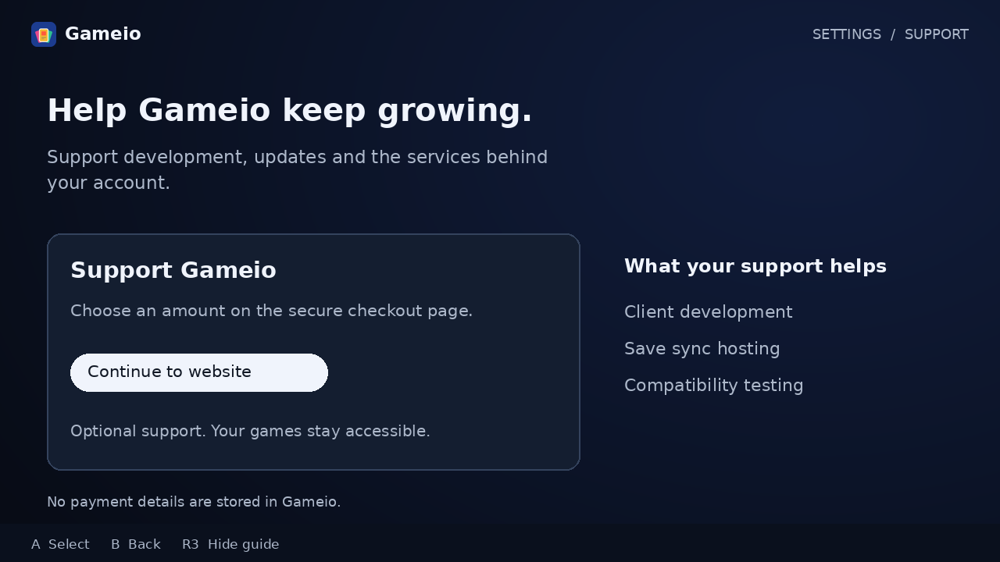 Gameio
SETTINGS / SUPPORT
Help Gameio keep growing.
Support development, updates and the services behind
your account.
Support Gameio
Choose an amount on the secure checkout page.
Continue to website
Optional support. Your games stay accessible.
What your support helps
Client development
Save sync hosting
Compatibility testing
No payment details are stored in Gameio.
A Select B Back R3 Hide guide